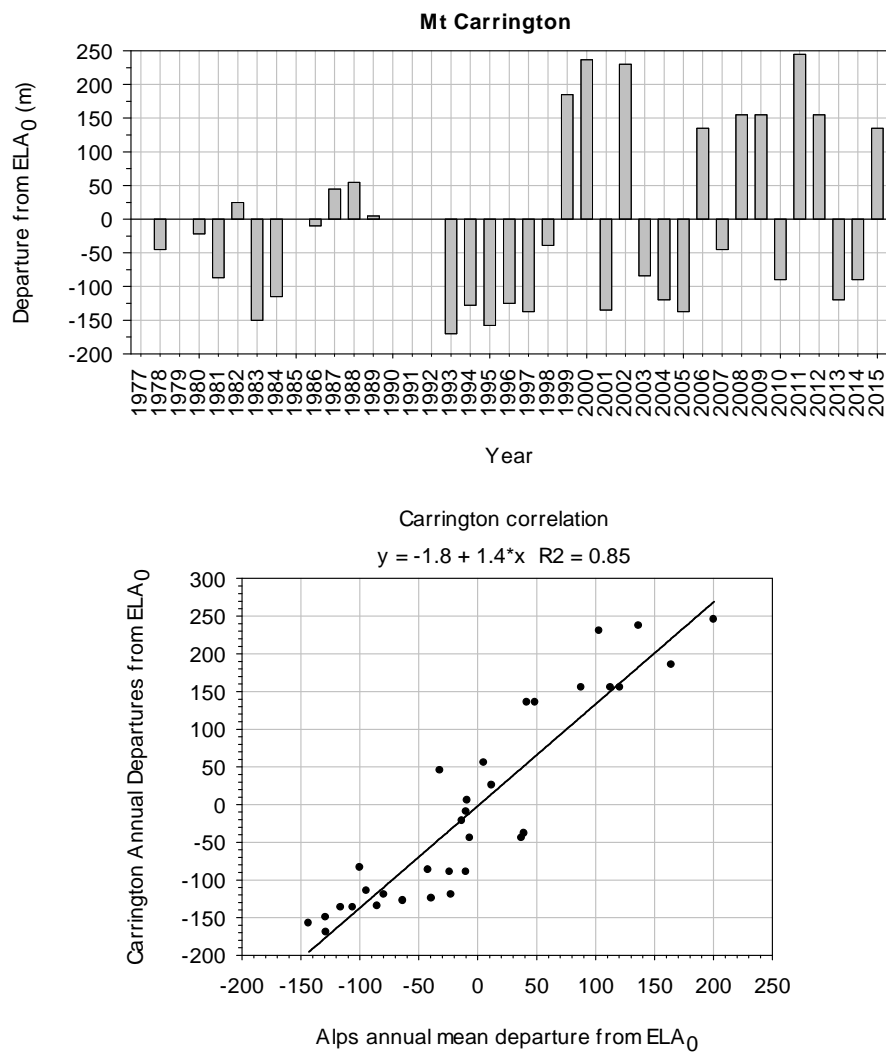 Mt Carrington
Departure from ELA0 (m)
250
200
150
100
50
0
-50
-100
-150
-200
1977 1978 1979 1980 1981 1982 1983 1984 1985 1986 1987 1988 1989 1990 1991 1992 1993 1994 1995 1996 1997 1998 1999 2000 2001 2002 2003 2004 2005 2006 2007 2008 2009 2010 2011 2012 2013 2014 2015
Year
Carrington correlation
y = -1.8 + 1.4*x R2 = 0.85
Carrington Annual Departures from ELA0
300
250
200
150
100
50
0
-50
-100
-150
-200
-200 -150 -100 -50 0 50 100 150 200 250
Alps annual mean departure from ELA0